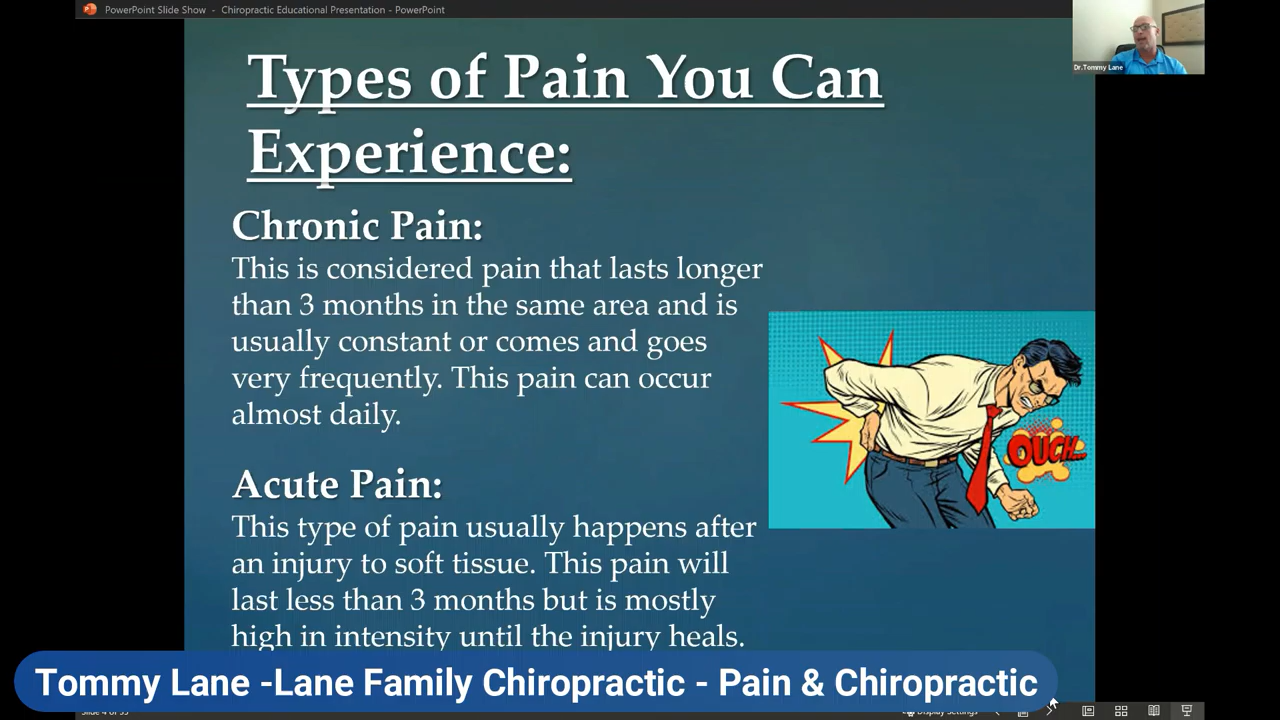 PowerPoint Slide Show - Chiropractic Educational Presentation - PowerPoint
Dr.Tommy Lane
Types of Pain You Can
Experience:
Chronic Pain:
This is considered pain that lasts longer
than 3 months in the same area and is
usually constant or comes and goes
very frequently. This pain can occur
almost daily.
OUCH...
Acute Pain:
This type of pain usually happens after
an injury to soft tissue. This pain will
last less than 3 months but is mostly
high in intensity until the injury heals.
Tommy Lane -Lane Family Chiropractic - Pain & Chiropractic
Slide 4 of 55
Display Settings